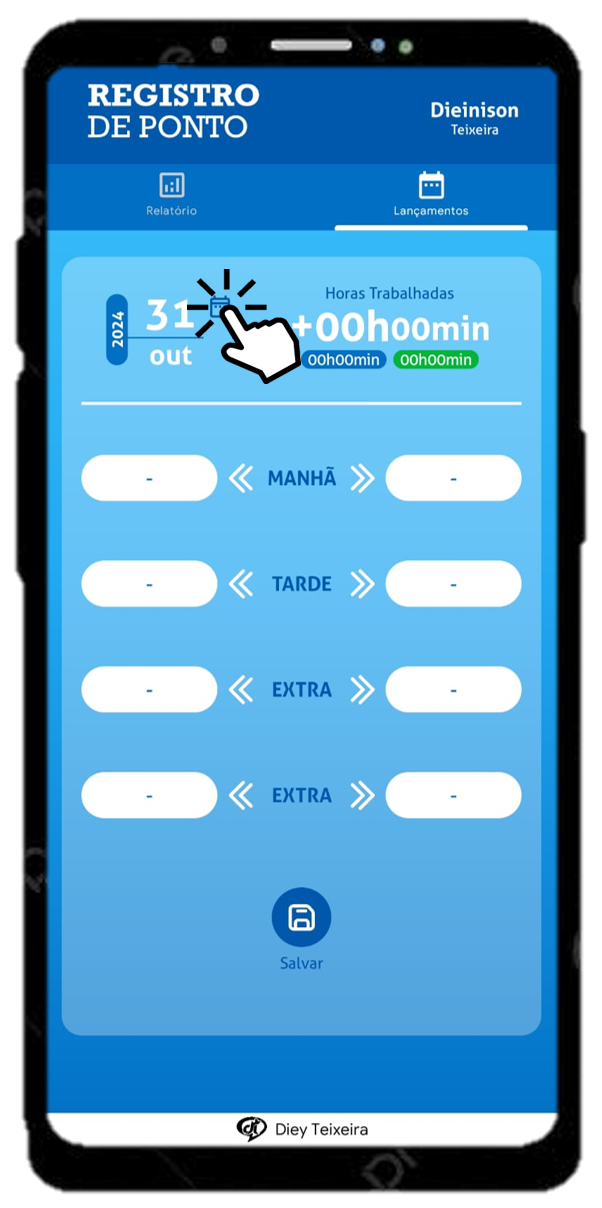 REGISTRO
DE PONTO
Dieinison
Teixeira
Relatório
Lançamentos
2024
31
out
Horas Trabalhadas
+00h00min
00h00min 00h00min
- MANHÃ -
- TARDE -
- EXTRA -
- EXTRA -
Salvar
Diey Teixeira